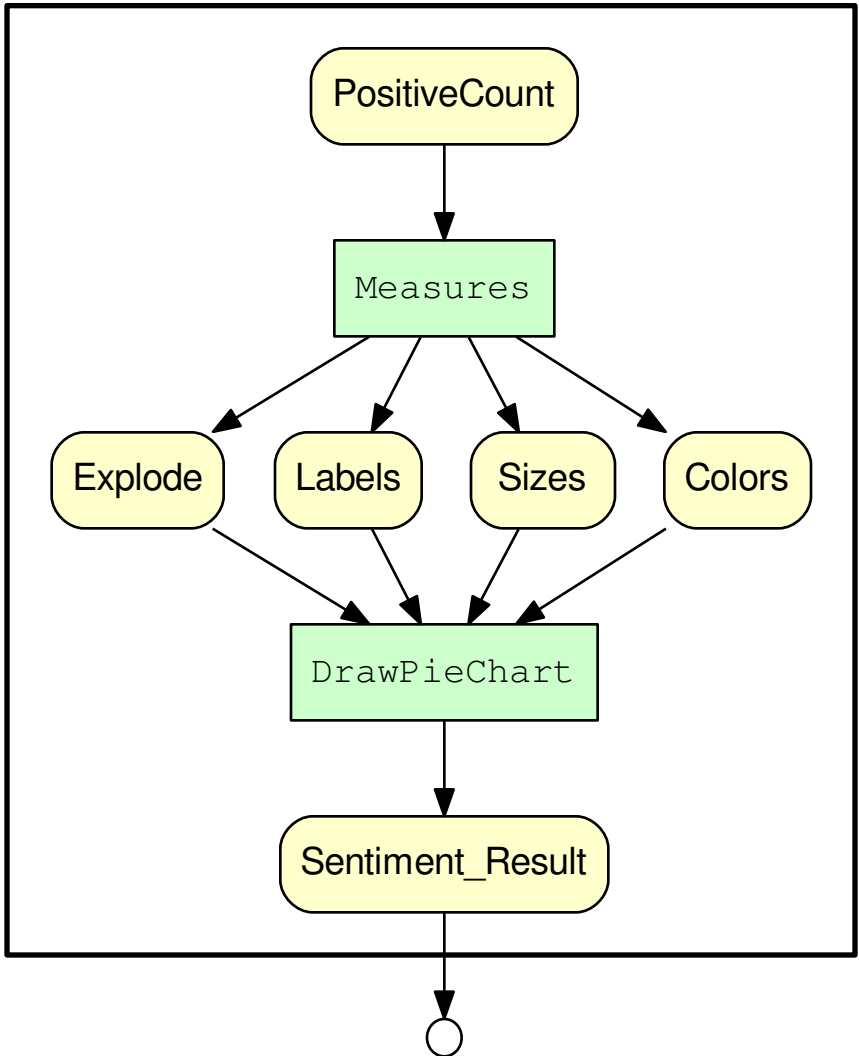 PositiveCount
Measures
Explode
Labels
Sizes
Colors
DrawPieChart
Sentiment_Result